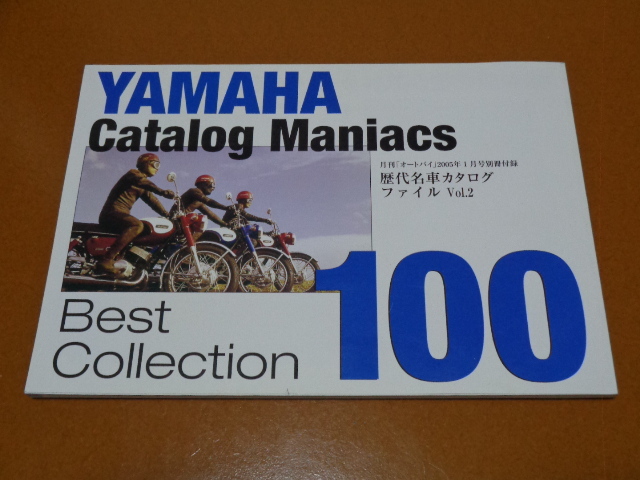 YAMAHA
Catalog Maniacs
月刊「オートバイ」2005年1月号別冊付録
歴代名車カタログ
ファイル Vol.2
Best
Collection
100